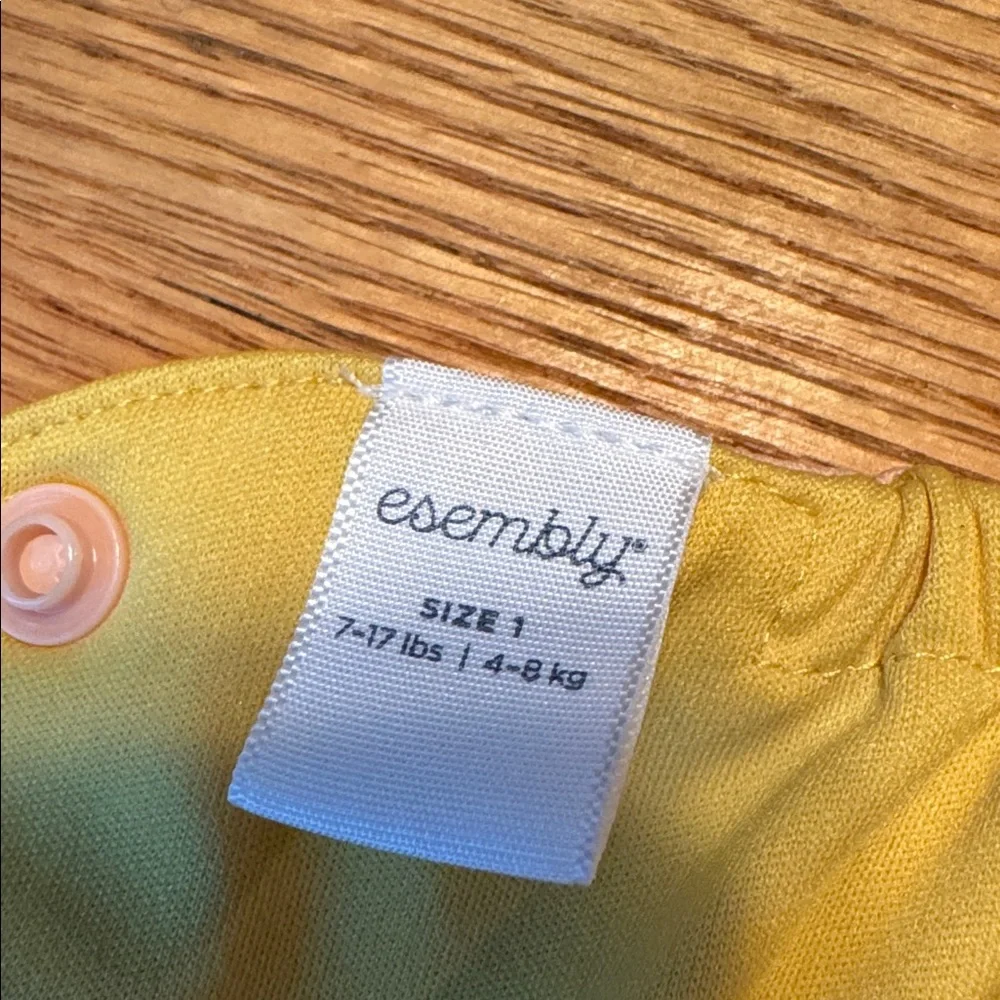 esembly®
SIZE 1
7-17 lbs | 4-8 kg